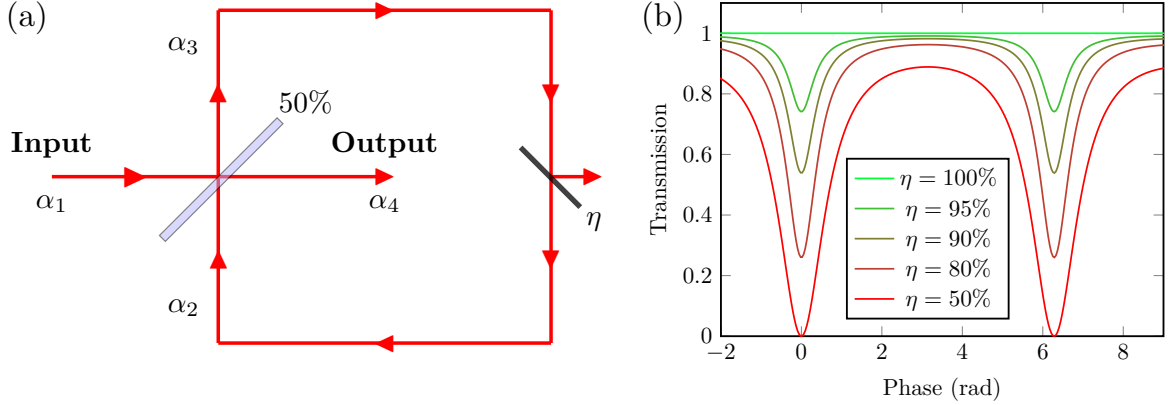 (a)
α₃
50%
Input
Output
α₁
α₄
η
α₂
(b)
Transmission
1
0.8
0.6
0.4
0.2
0
η = 100%
η = 95%
η = 90%
η = 80%
η = 50%
−2 0 2 4 6 8
Phase (rad)